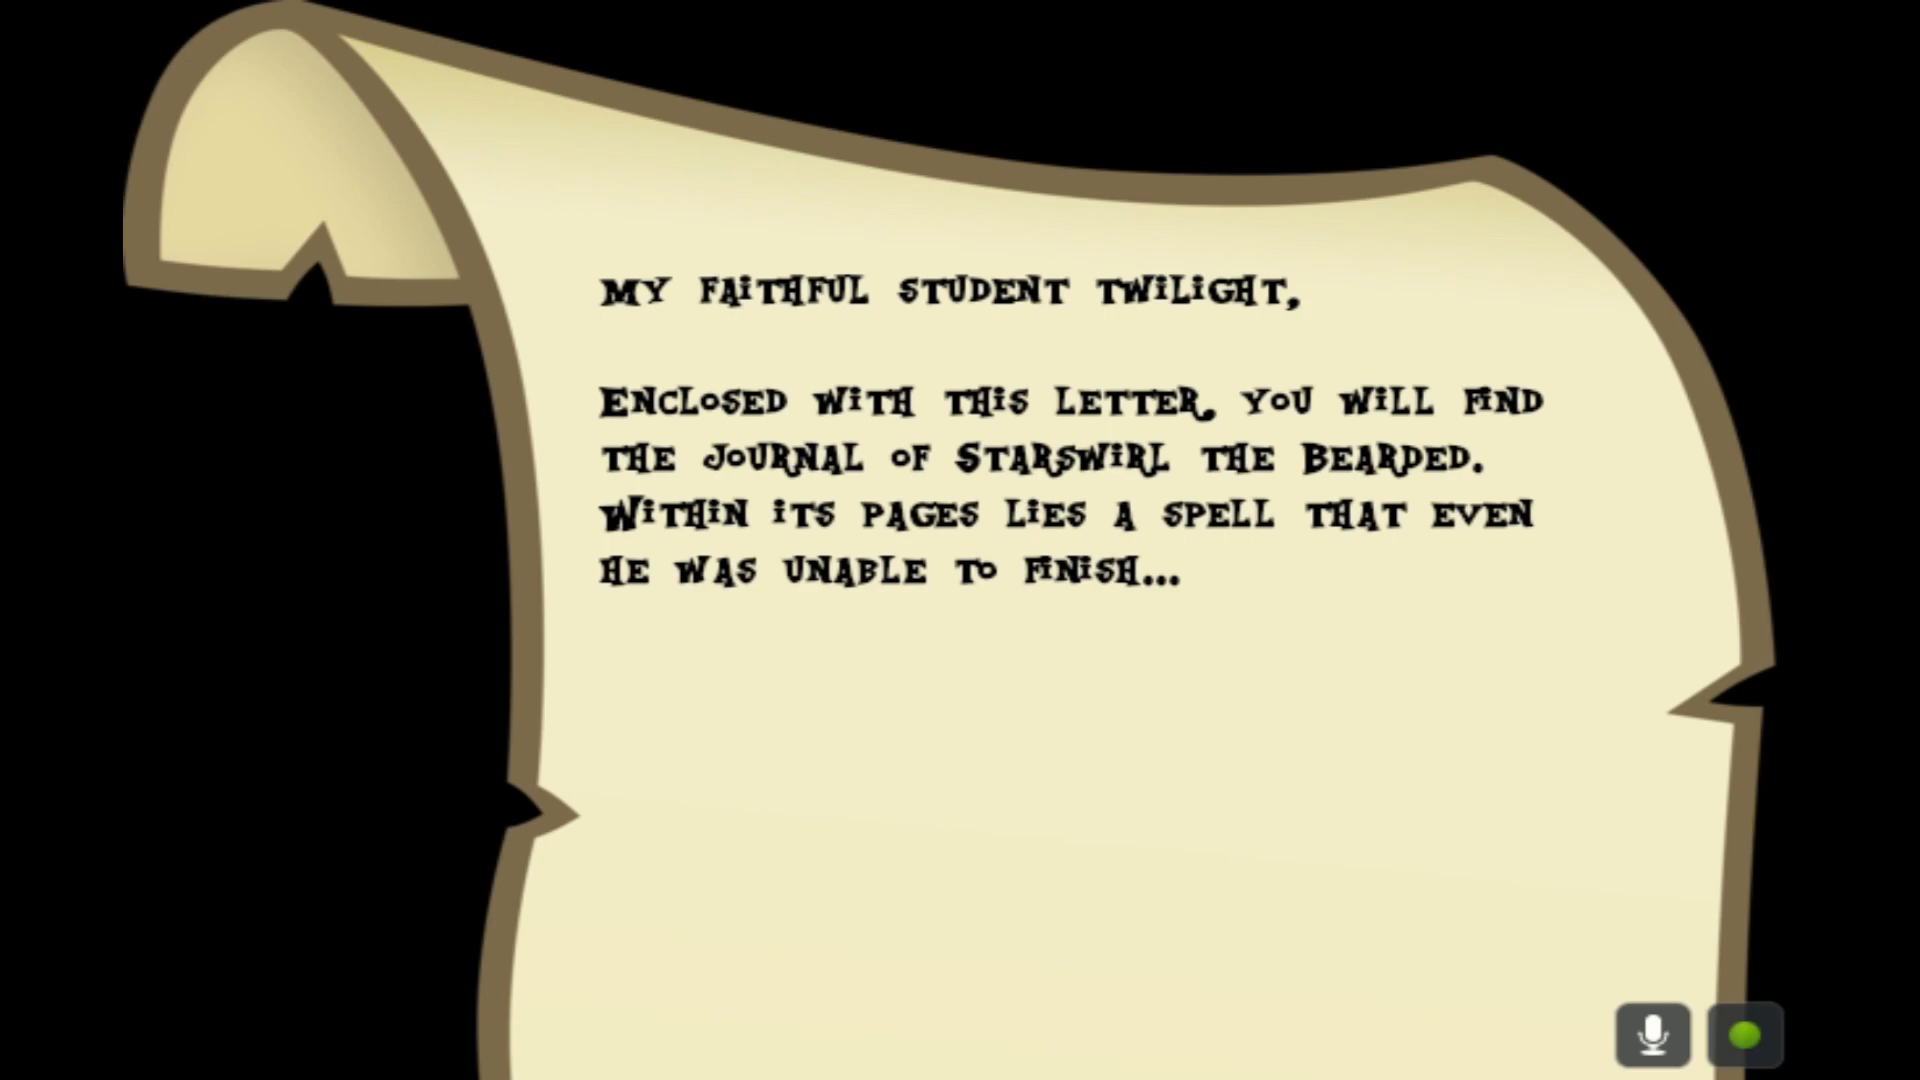 My faithful student Twilight,
Enclosed with this letter, you will find
the journal of Starswirl the Bearded.
Within its pages lies a spell that even
he was unable to finish...